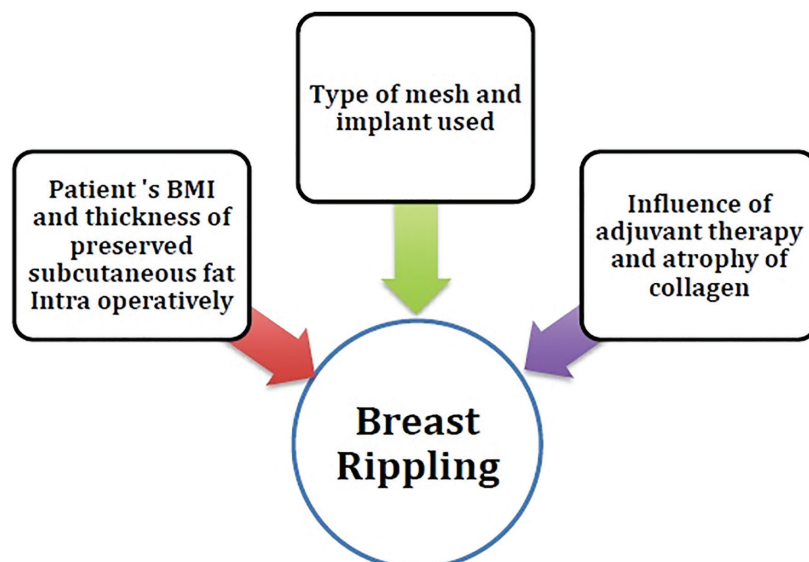 Type of mesh and
implant used
Patient 's BMI
and thickness of
preserved
subcutaneous fat
Intra operatively
Influence of
adjuvant therapy
and atrophy of
collagen
Breast
Rippling